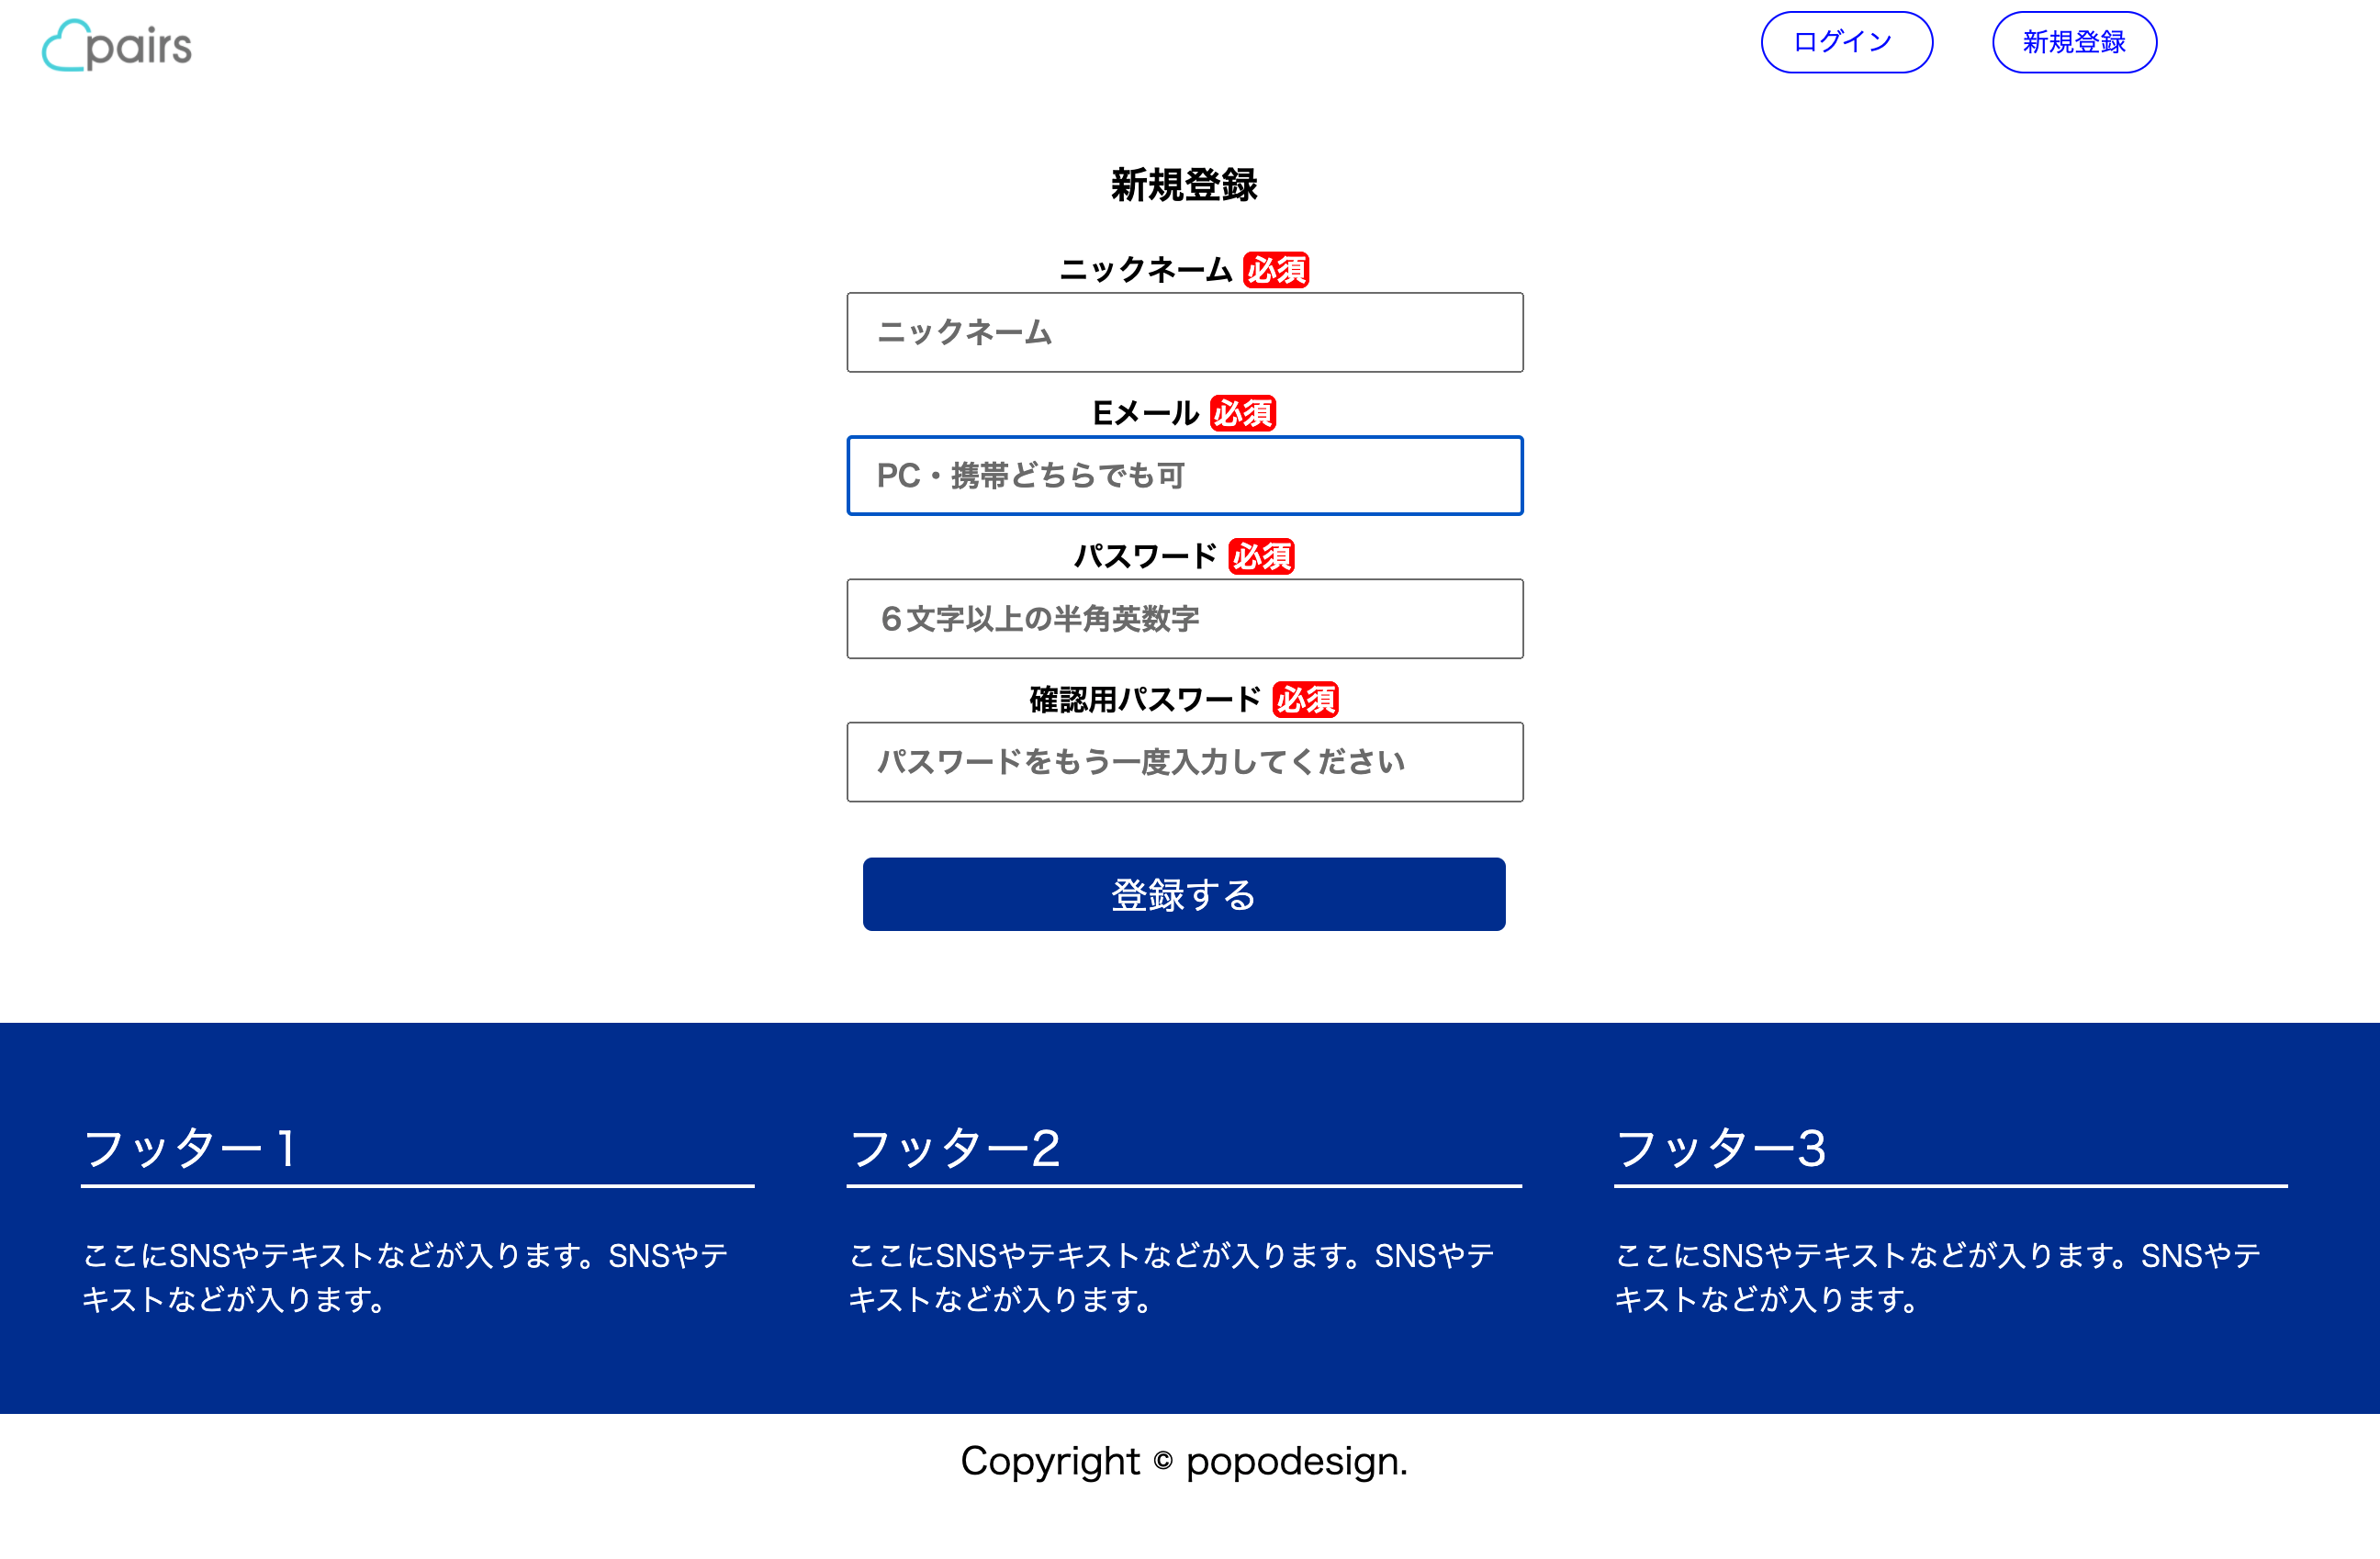 pairs
ログイン
新規登録
新規登録
ニックネーム 必須
ニックネーム
Eメール 必須
PC・携帯どちらでも可
パスワード 必須
６文字以上の半角英数字
確認用パスワード 必須
パスワードをもう一度入力してください
登録する
フッター１
ここにSNSやテキストなどが入ります。SNSやテ
キストなどが入ります。
フッター2
ここにSNSやテキストなどが入ります。SNSやテ
キストなどが入ります。
フッター3
ここにSNSやテキストなどが入ります。SNSやテ
キストなどが入ります。
Copyright © popodesign.